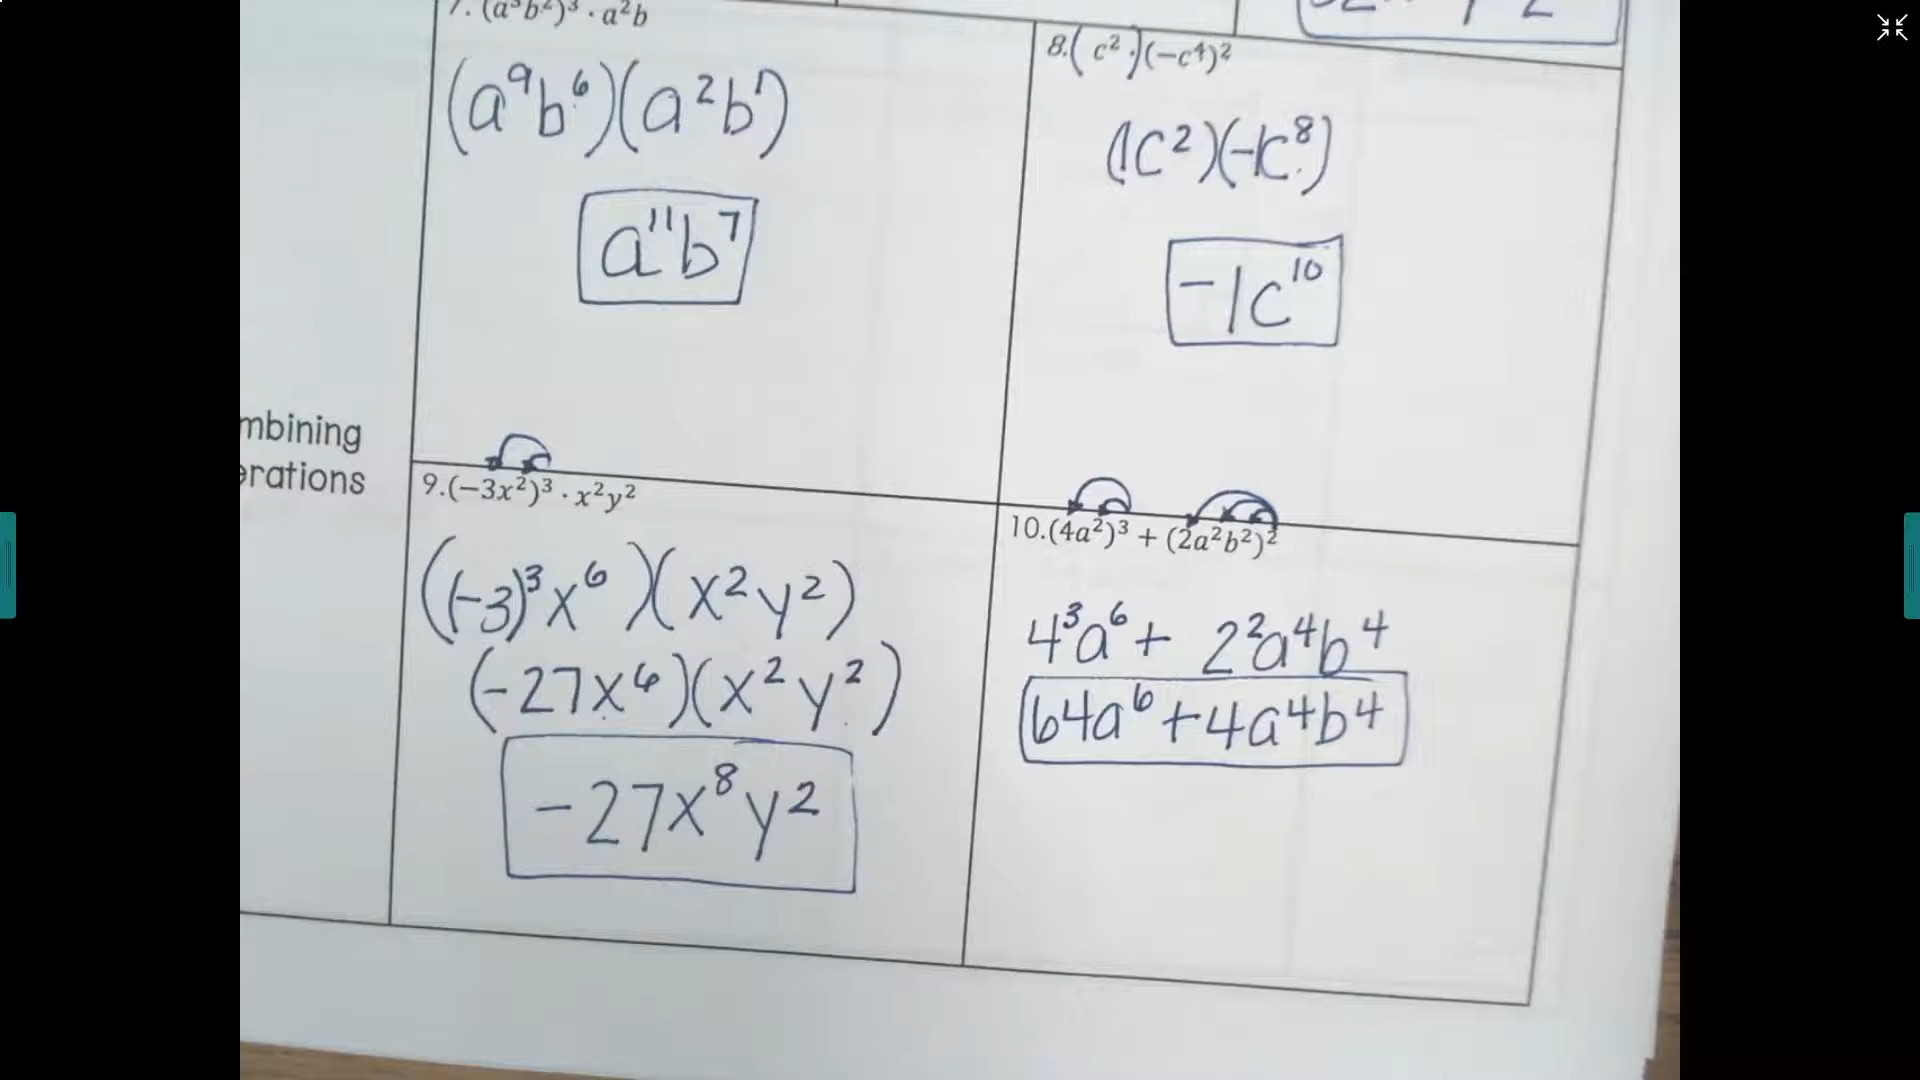 7. (a³b²)³ · a²b
(a⁹b⁶)(a²b¹)
a¹¹b⁷
8.(c²·)(−c⁴)²
(1c²)(-1c⁸)
-1c¹⁰
mbining
erations
9.(−3x²)³ · x²y²
((-3)³x⁶)(x²y²)
(-27x⁶)(x²y²)
-27x⁸y²
10.(4a²)³ + (2a²b²)²
4³a⁶+ 2²a⁴b⁴
64a⁶+4a⁴b⁴